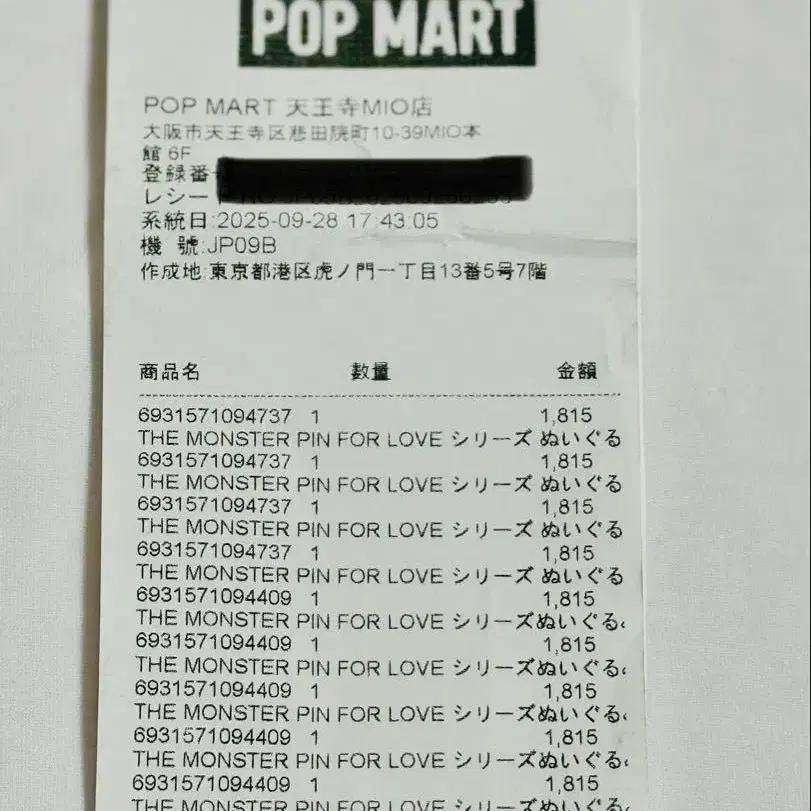 POP MART
POP MART 天王寺MIO店
大阪市天王寺区悲田院町10-39MIO本
館 6F
登録番
レシー
系統日:2025-09-28 17:43:05
機 號:JP09B
作成地:東京都港区虎ノ門一丁目13番5号7階
商品名 数量 金額
6931571094737 1 1,815
THE MONSTER PIN FOR LOVE シリーズ ぬいぐる
6931571094737 1 1,815
THE MONSTER PIN FOR LOVE シリーズ ぬいぐる
6931571094737 1 1,815
THE MONSTER PIN FOR LOVE シリーズ ぬいぐる
6931571094737 1 1,815
THE MONSTER PIN FOR LOVE シリーズ ぬいぐる
6931571094409 1 1,815
THE MONSTER PIN FOR LOVE シリーズぬいぐる
6931571094409 1 1,815
THE MONSTER PIN FOR LOVE シリーズぬいぐる
6931571094409 1 1,815
THE MONSTER PIN FOR LOVE シリーズぬいぐる
6931571094409 1 1,815
THE MONSTER PIN FOR LOVE シリーズぬいぐる
6931571094409 1 1,815
THE MONSTER PIN FOR LOVE シリーズぬいぐる